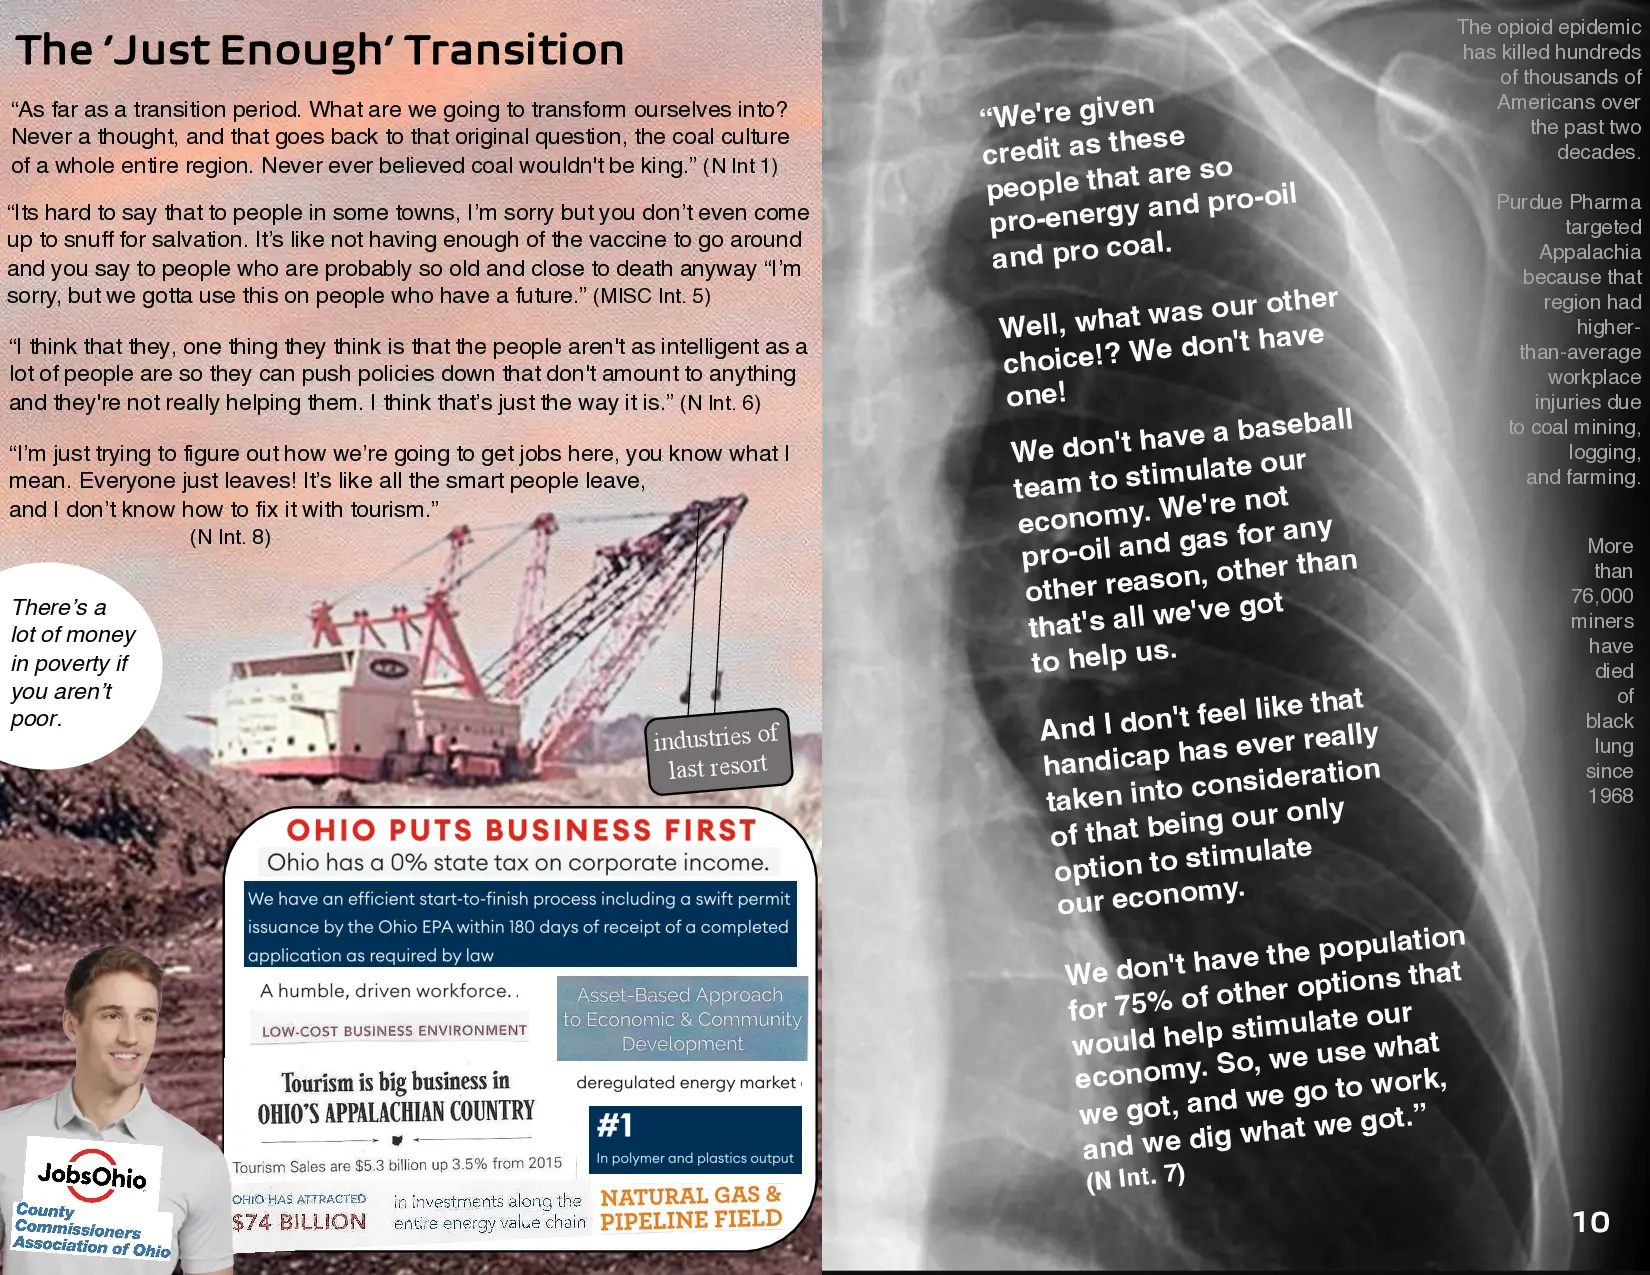 The ‘Just Enough’ Transition
“As far as a transition period. What are we going to transform ourselves into?
Never a thought, and that goes back to that original question, the coal culture
of a whole entire region. Never ever believed coal wouldn't be king.” (N Int 1)
“Its hard to say that to people in some towns, I’m sorry but you don’t even come
up to snuff for salvation. It’s like not having enough of the vaccine to go around
and you say to people who are probably so old and close to death anyway “I’m
sorry, but we gotta use this on people who have a future.” (MISC Int. 5)
“I think that they, one thing they think is that the people aren't as intelligent as a
lot of people are so they can push policies down that don't amount to anything
and they're not really helping them. I think that’s just the way it is.” (N Int. 6)
“I’m just trying to figure out how we’re going to get jobs here, you know what I
mean. Everyone just leaves! It’s like all the smart people leave,
and I don’t know how to fix it with tourism.”
(N Int. 8)
There’s a
lot of money
in poverty if
you aren’t
poor.
industries of
last resort
OHIO PUTS BUSINESS FIRST
Ohio has a 0% state tax on corporate income.
We have an efficient start-to-finish process including a swift permit
issuance by the Ohio EPA within 180 days of receipt of a completed
application as required by law
A humble, driven workforce. .
LOW-COST BUSINESS ENVIRONMENT
Asset-Based Approach
to Economic & Community
Development
Tourism is big business in
OHIO’S APPALACHIAN COUNTRY
deregulated energy market
#1
In polymer and plastics output
Tourism Sales are $5.3 billion up 3.5% from 2015
OHIO HAS ATTRACTED
$74 BILLION
in investments along the
entire energy value chain
NATURAL GAS &
PIPELINE FIELD
JobsOhio
County
Commissioners
Association of Ohio
“We're given
credit as these
people that are so
pro-energy and pro-oil
and pro coal.
Well, what was our other
choice!? We don't have
one!
We don't have a baseball
team to stimulate our
economy. We're not
pro-oil and gas for any
other reason, other than
that's all we've got
to help us.
And I don't feel like that
handicap has ever really
taken into consideration
of that being our only
option to stimulate
our economy.
We don't have the population
for 75% of other options that
would help stimulate our
economy. So, we use what
we got, and we go to work,
and we dig what we got.”
(N Int. 7)
The opioid epidemic
has killed hundreds
of thousands of
Americans over
the past two
decades.
Purdue Pharma
targeted
Appalachia
because that
region had
higher-
than-average
workplace
injuries due
to coal mining,
logging,
and farming.
More
than
76,000
miners
have
died
of
black
lung
since
1968
10